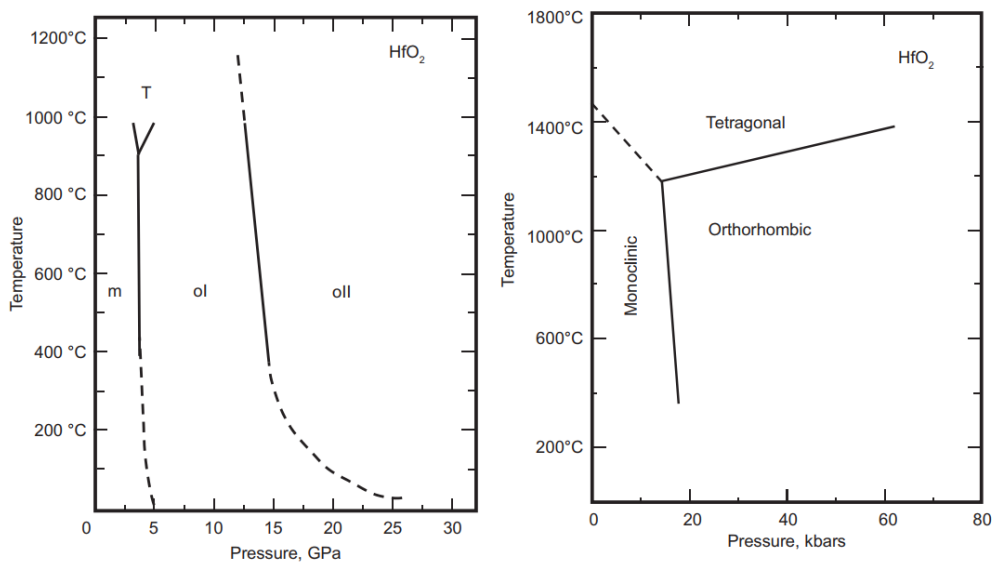 1200°C
HfO2
T
1000 °C
800 °C
600 °C
m
oI
oII
400 °C
200 °C
0
5
10
15
20
25
30
Temperature
Pressure, GPa
1800°C
HfO2
1400°C
Tetragonal
1000°C
Orthorhombic
Monoclinic
600°C
200°C
0
20
40
60
80
Temperature
Pressure, kbars